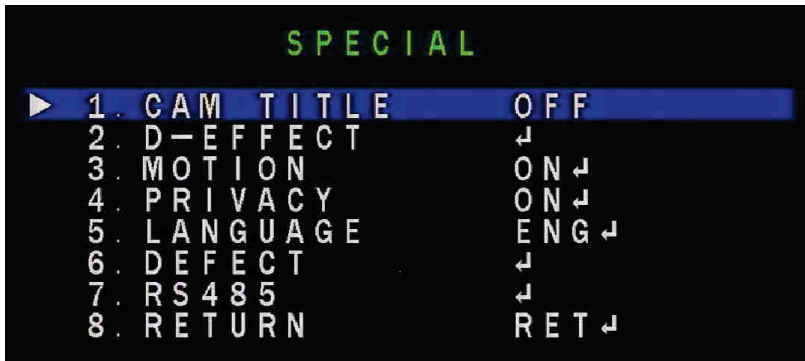 SPECIAL
1. CAM TITLE OFF
2. D-EFFECT ↲
3. MOTION ON↲
4. PRIVACY ON↲
5. LANGUAGE ENG↲
6. DEFECT ↲
7. RS485 ↲
8. RETURN RET↲